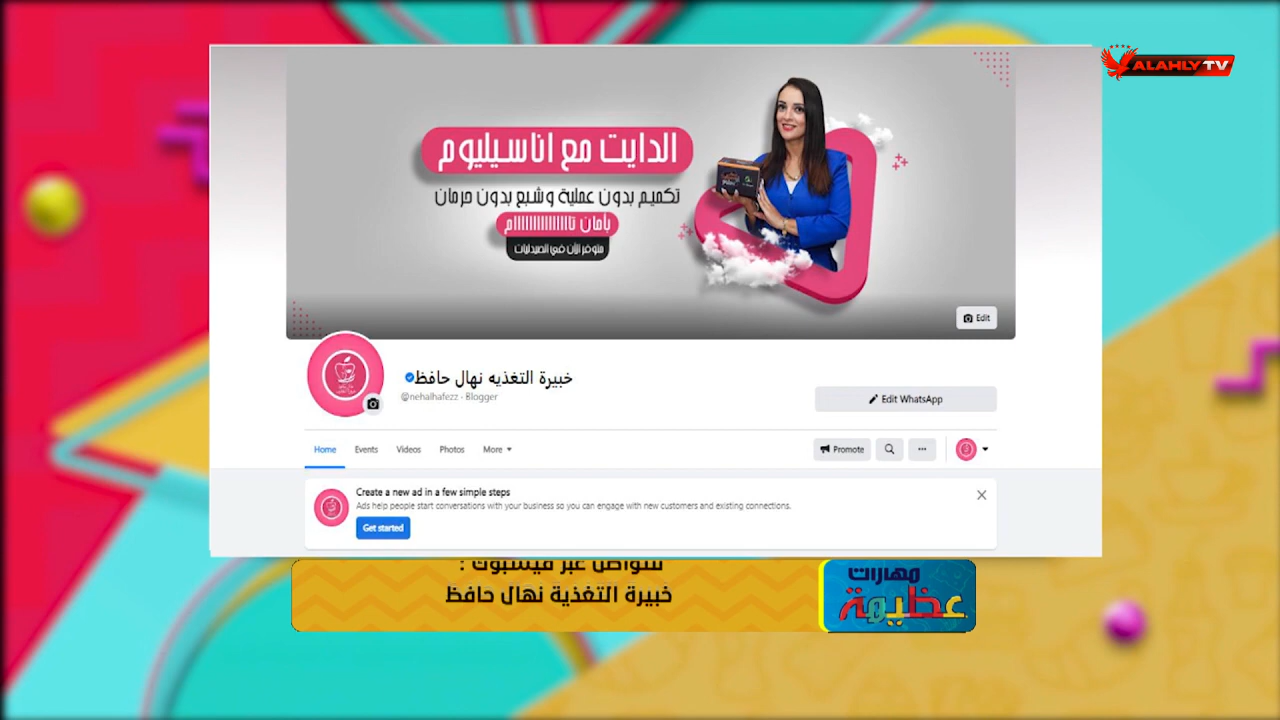 ALAHLY TV
الدايت مع اناسيليوم
تكميم بدون عملية وشبع بدون حرمان
بأمان تااااااااااااااام
متوفر الآن في الصيدليات
Edit
خبيرة التغذيه نهال حافظ
@nehalhafezz · Blogger
Edit WhatsApp
Home Events Videos Photos More
Promote
Create a new ad in a few simple steps
Ads help people start conversations with your business so you can engage with new customers and existing connections.
Get started
للتواصل عبر فيسبوك :
خبيرة التغذية نهال حافظ
مهارات
عظيمة